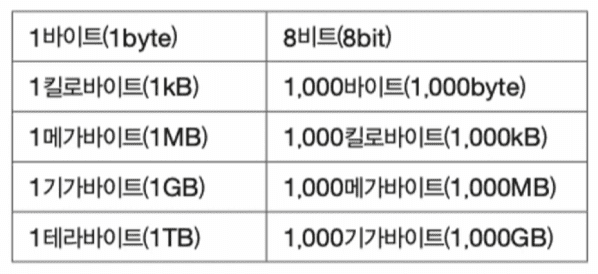 1바이트(1byte) 8비트(8bit)
1킬로바이트(1kB) 1,000바이트(1,000byte)
1메가바이트(1MB) 1,000킬로바이트(1,000kB)
1기가바이트(1GB) 1,000메가바이트(1,000MB)
1테라바이트(1TB) 1,000기가바이트(1,000GB)